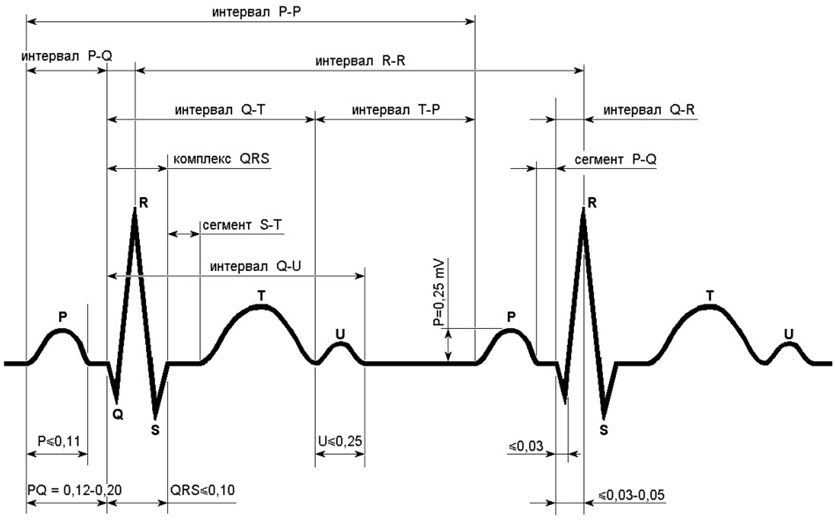 интервал P-P
интервал P-Q
интервал R-R
интервал Q-T
интервал T-P
интервал Q-R
комплекс QRS
сегмент P-Q
R
R
сегмент S-T
интервал Q-U
P=0,25 mV
P
T
U
P
T
U
Q
S
S
P≤0,11
U≤0,25
≤0,03
PQ = 0,12-0,20
QRS≤0,10
≤0,03-0,05